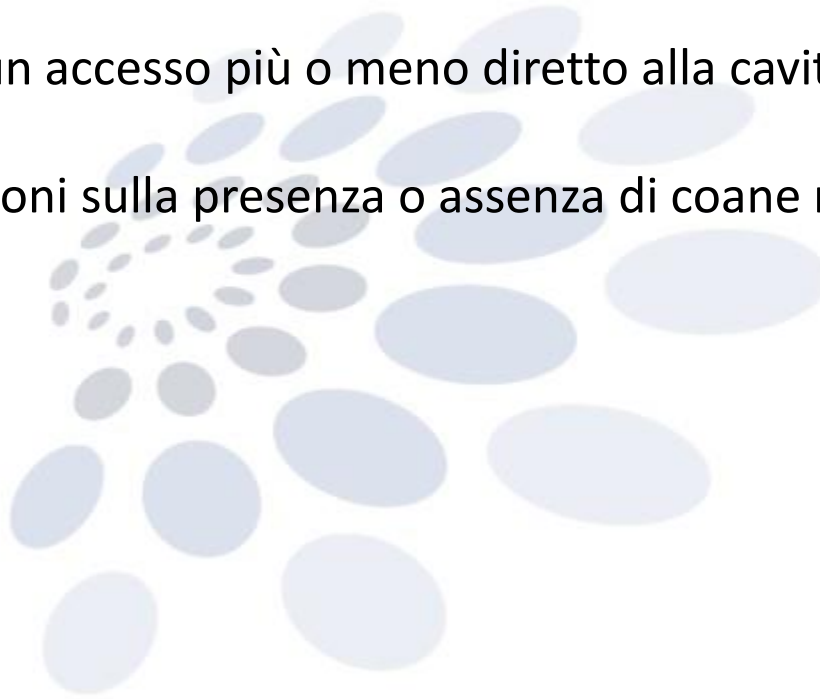 un accesso più o meno diretto alla cavit
oni sulla presenza o assenza di coane